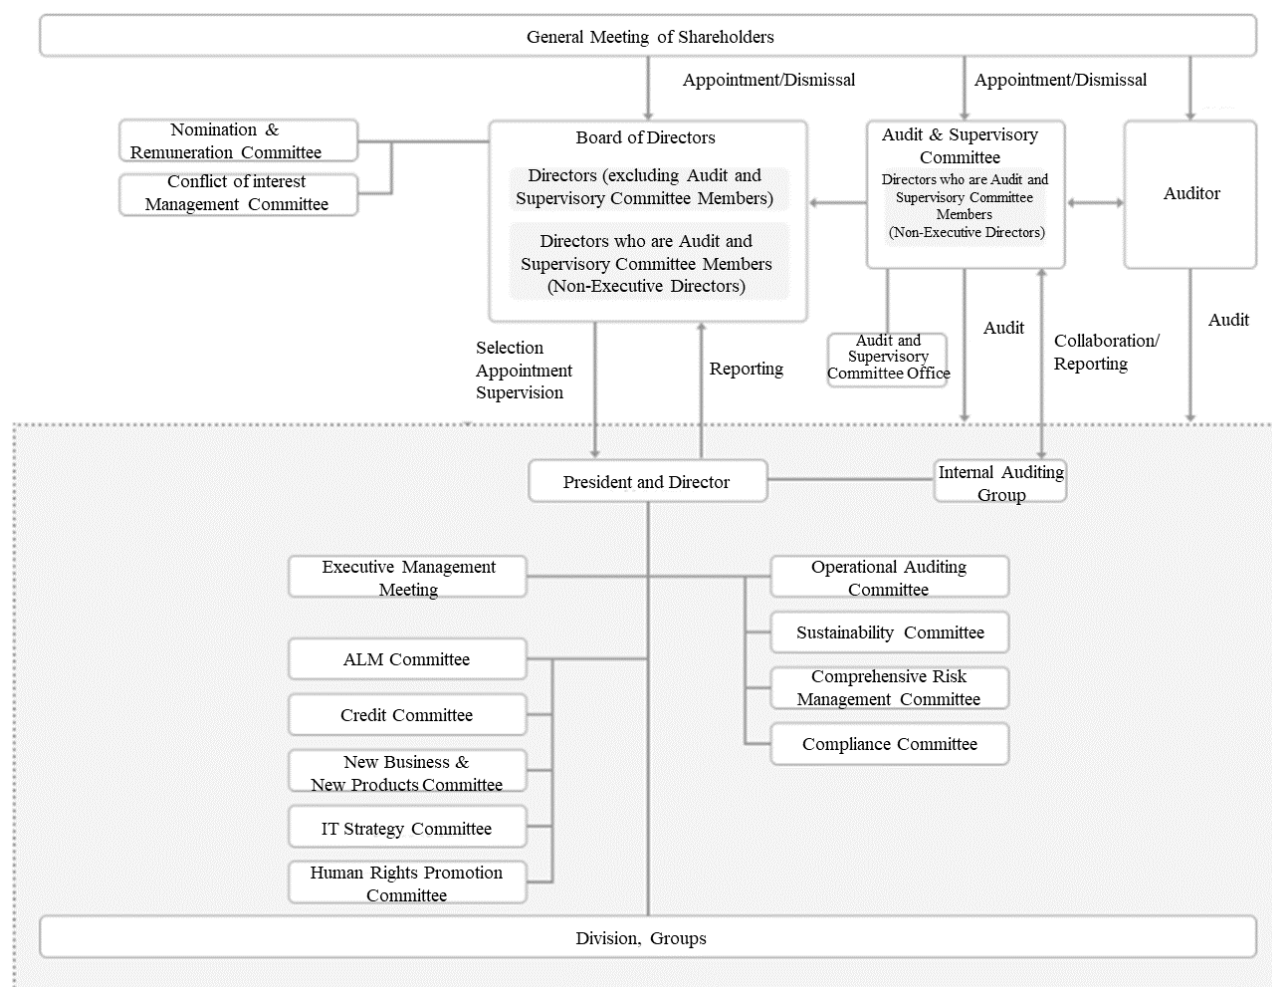 General Meeting of Shareholders
Appointment/Dismissal
Appointment/Dismissal
Nomination &
Remuneration Committee
Conflict of interest
Management Committee
Board of Directors
Directors (excluding Audit and
Supervisory Committee Members)
Directors who are Audit and
Supervisory Committee Members
(Non-Executive Directors)
Audit & Supervisory
Committee
Directors who are Audit and
Supervisory Committee
Members
(Non-Executive Directors)
Auditor
Selection
Appointment
Supervision
Reporting
Audit and
Supervisory
Committee Office
Audit
Collaboration/
Reporting
Audit
President and Director
Internal Auditing
Group
Executive Management
Meeting
Operational Auditing
Committee
ALM Committee
Sustainability Committee
Credit Committee
Comprehensive Risk
Management Committee
New Business &
New Products Committee
Compliance Committee
IT Strategy Committee
Human Rights Promotion
Committee
Division, Groups